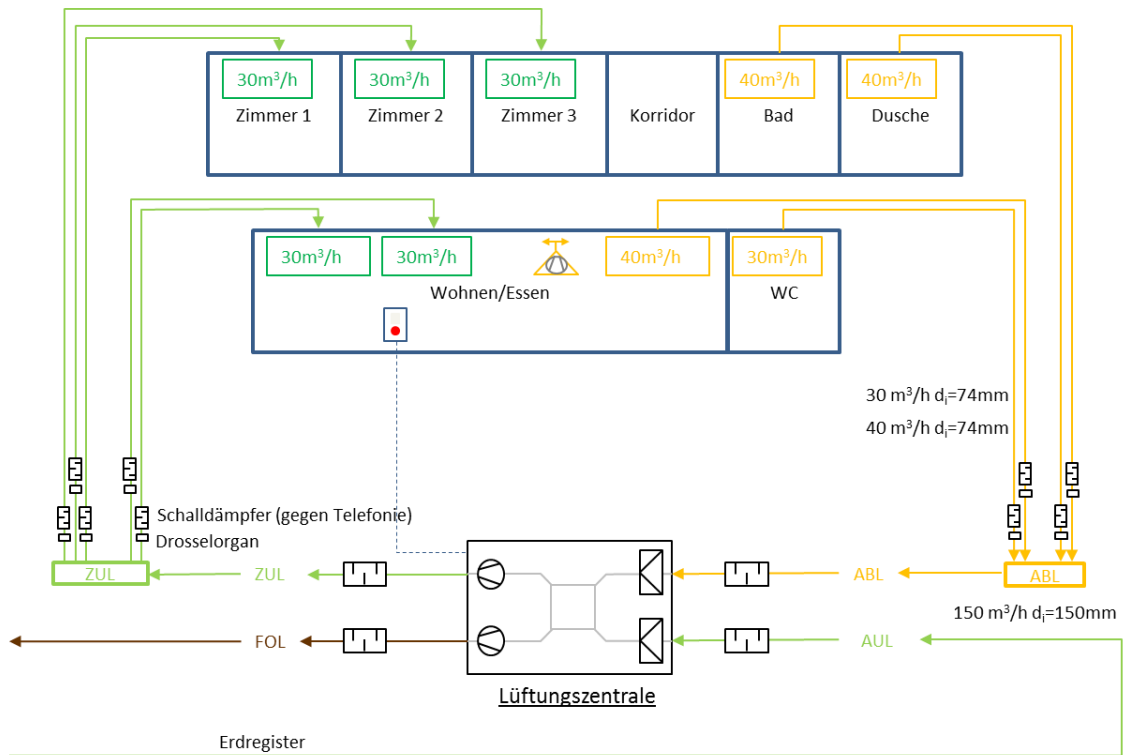 30m³/h 30m³/h 30m³/h 40m³/h 40m³/h
Zimmer 1 Zimmer 2 Zimmer 3 Korridor Bad Dusche
30m³/h 30m³/h 40m³/h 30m³/h
Wohnen/Essen WC
30 m³/h dᵢ=74mm
40 m³/h dᵢ=74mm
Schalldämpfer (gegen Telefonie)
Drosselorgan
ZUL ZUL ABL ABL
150 m³/h dᵢ=150mm
FOL AUL
Lüftungszentrale
Erdregister